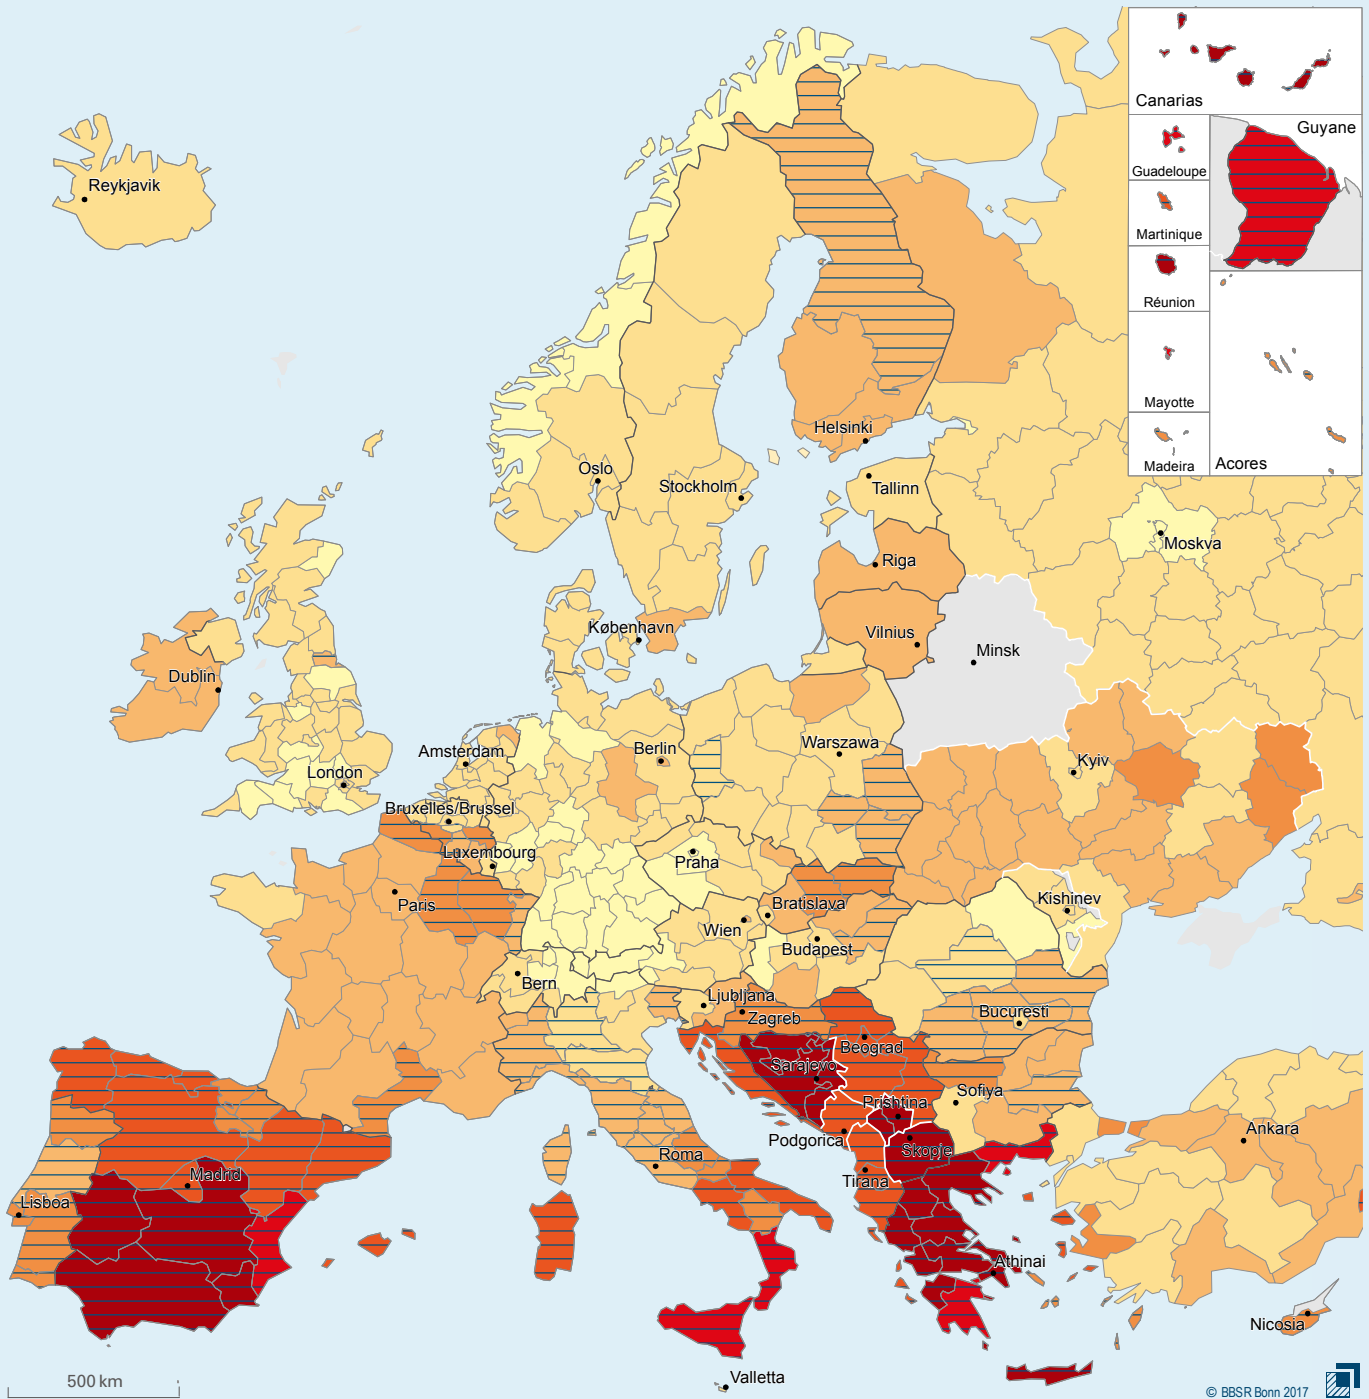 Canarias
Guyane
Guadeloupe
Martinique
Réunion
Mayotte
Madeira
Acores
Reykjavik
Helsinki
Oslo
Stockholm
Tallinn
Moskva
Riga
København
Vilnius
Minsk
Dublin
Amsterdam
Berlin
Warszawa
London
Kyiv
Bruxelles/Brussel
Luxembourg
Praha
Paris
Bratislava
Kishinev
Wien
Budapest
Bern
Ljubljana
Zagreb
Bucuresti
Beograd
Sarajevo
Sofiya
Prishtina
Podgorica
Skopje
Ankara
Roma
Tirana
Madrid
Lisboa
Athinai
Nicosia
Valletta
500 km
© BBSR Bonn 2017